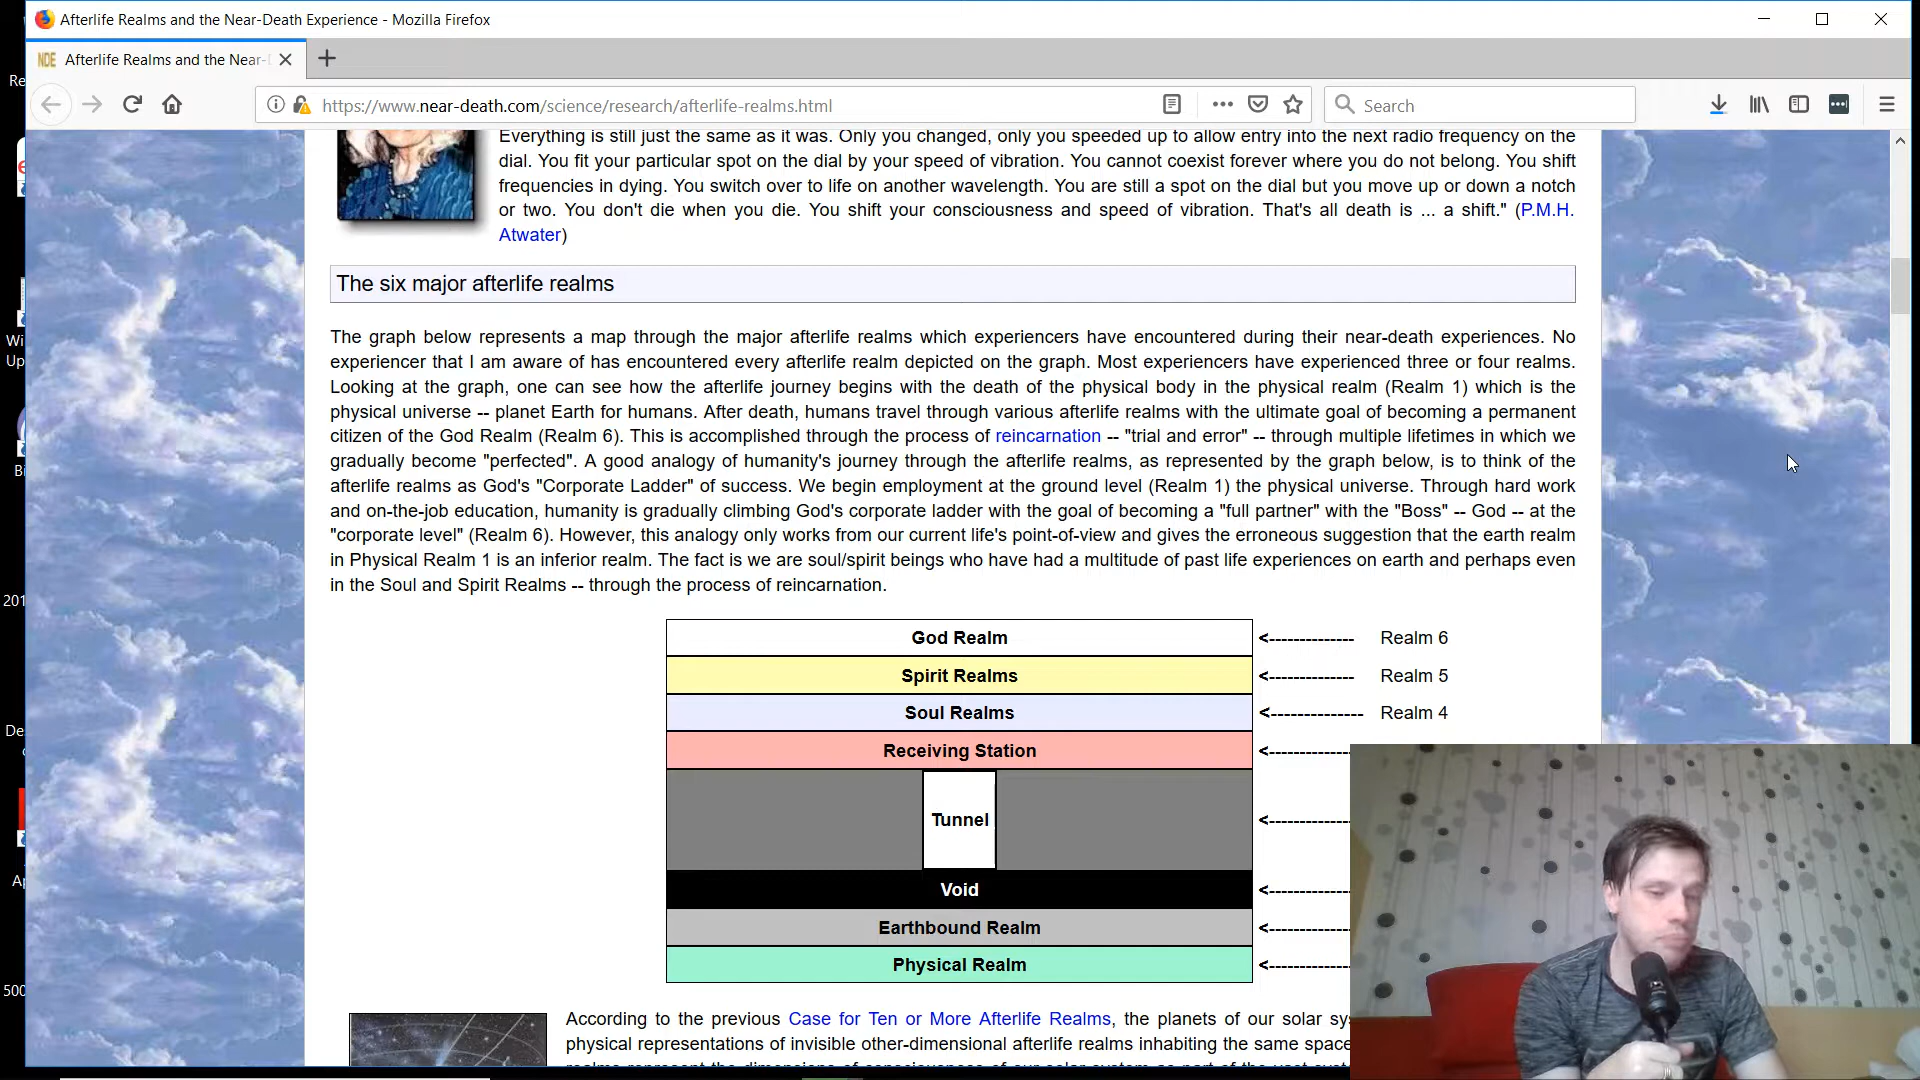 Afterlife Realms and the Near-Death Experience - Mozilla Firefox
NDE Afterlife Realms and the Near-
https://www.near-death.com/science/research/afterlife-realms.html
Search
Everything is still just the same as it was. Only you changed, only you speeded up to allow entry into the next radio frequency on the
dial. You fit your particular spot on the dial by your speed of vibration. You cannot coexist forever where you do not belong. You shift
frequencies in dying. You switch over to life on another wavelength. You are still a spot on the dial but you move up or down a notch
or two. You don't die when you die. You shift your consciousness and speed of vibration. That's all death is ... a shift." (P.M.H.
Atwater)
The six major afterlife realms
The graph below represents a map through the major afterlife realms which experiencers have encountered during their near-death experiences. No
experiencer that I am aware of has encountered every afterlife realm depicted on the graph. Most experiencers have experienced three or four realms.
Looking at the graph, one can see how the afterlife journey begins with the death of the physical body in the physical realm (Realm 1) which is the
physical universe -- planet Earth for humans. After death, humans travel through various afterlife realms with the ultimate goal of becoming a permanent
citizen of the God Realm (Realm 6). This is accomplished through the process of reincarnation -- "trial and error" -- through multiple lifetimes in which we
gradually become "perfected". A good analogy of humanity's journey through the afterlife realms, as represented by the graph below, is to think of the
afterlife realms as God's "Corporate Ladder" of success. We begin employment at the ground level (Realm 1) the physical universe. Through hard work
and on-the-job education, humanity is gradually climbing God's corporate ladder with the goal of becoming a "full partner" with the "Boss" -- God -- at the
"corporate level" (Realm 6). However, this analogy only works from our current life's point-of-view and gives the erroneous suggestion that the earth realm
in Physical Realm 1 is an inferior realm. The fact is we are soul/spirit beings who have had a multitude of past life experiences on earth and perhaps even
in the Soul and Spirit Realms -- through the process of reincarnation.
God Realm <-------------- Realm 6
Spirit Realms <-------------- Realm 5
Soul Realms <--------------- Realm 4
Receiving Station
Tunnel
Void
Earthbound Realm
Physical Realm
According to the previous Case for Ten or More Afterlife Realms, the planets of our solar
physical representations of invisible other-dimensional afterlife realms inhabiting the same space
Re
Wi
Up
Bi
201
De
c
Ap
500